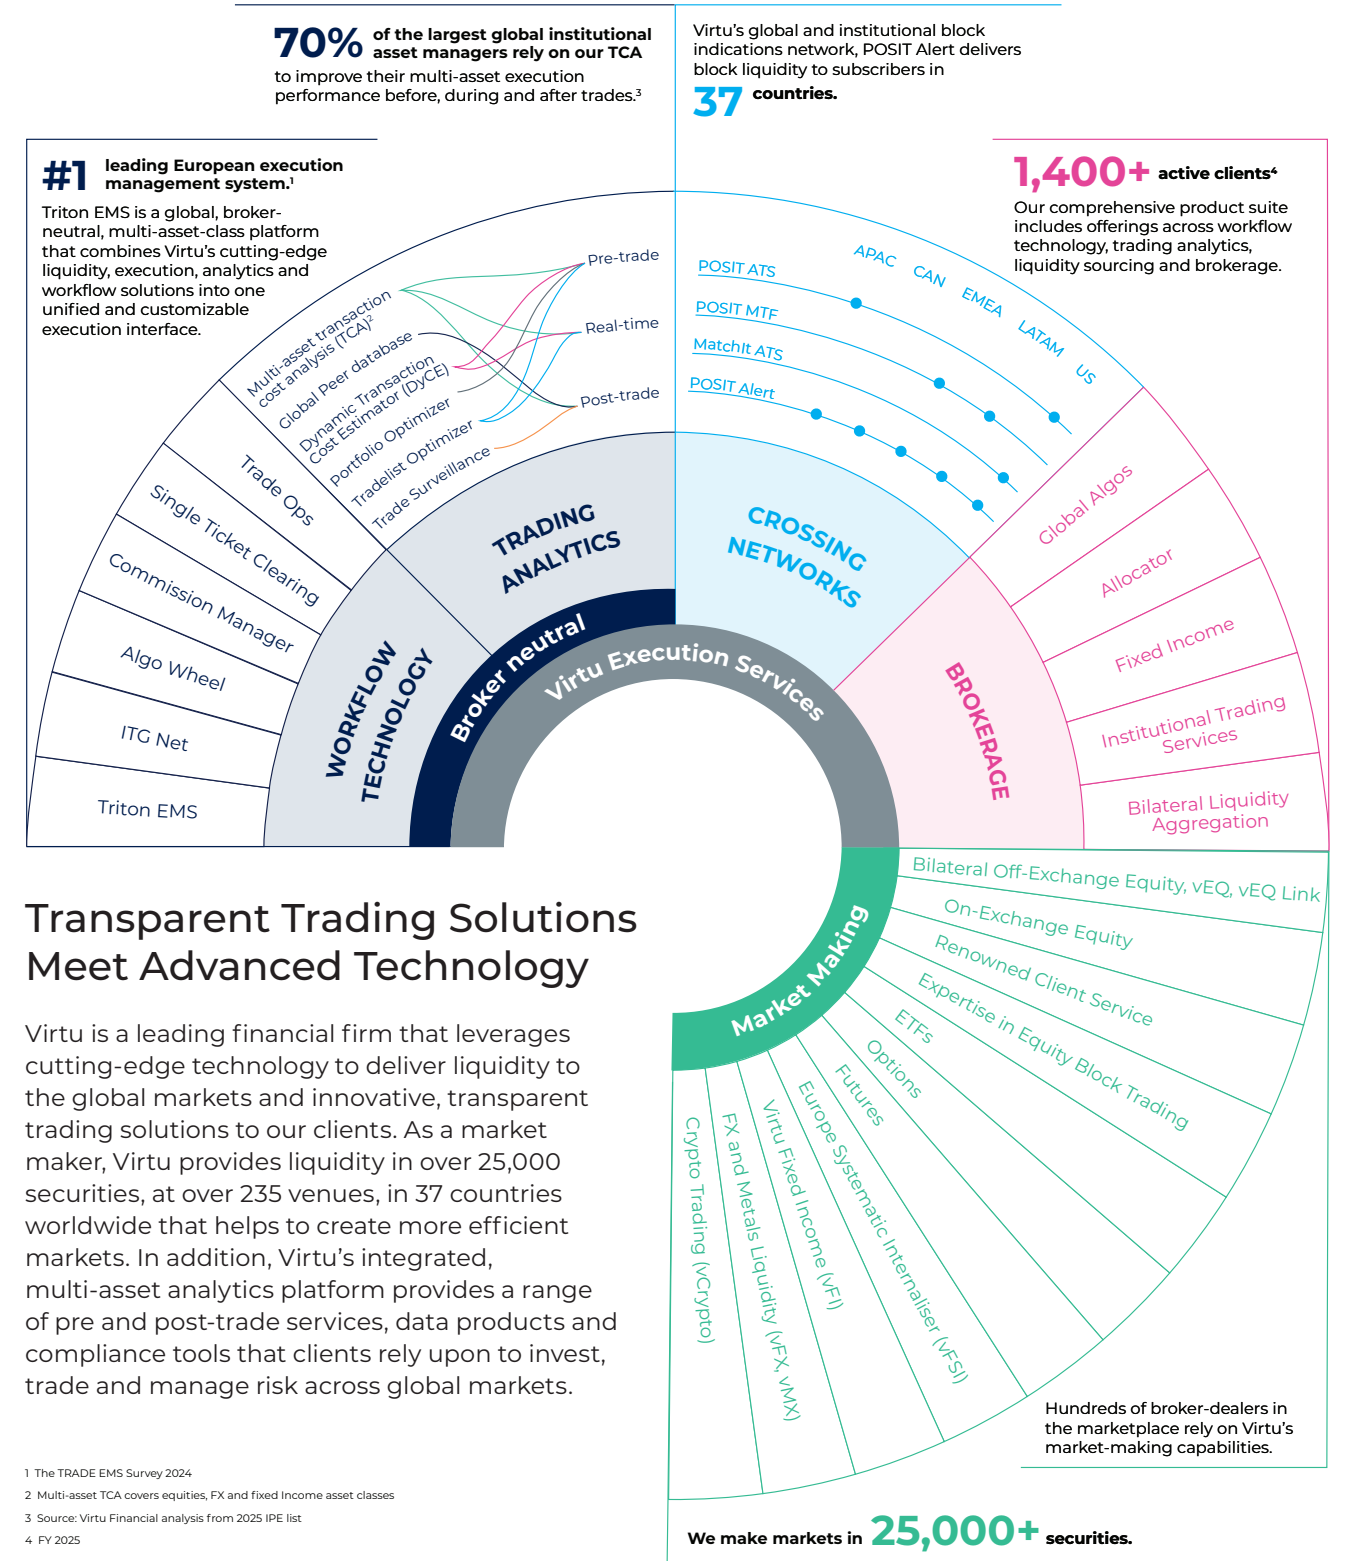 70% of the largest global institutional
asset managers rely on our TCA
to improve their multi-asset execution
performance before, during and after trades.³
Virtu’s global and institutional block
indications network, POSIT Alert delivers
block liquidity to subscribers in
37 countries.
#1 leading European execution
management system.¹
Triton EMS is a global, broker-
neutral, multi-asset-class platform
that combines Virtu’s cutting-edge
liquidity, execution, analytics and
workflow solutions into one
unified and customizable
execution interface.
1,400+ active clients⁴
Our comprehensive product suite
includes offerings across workflow
technology, trading analytics,
liquidity sourcing and brokerage.
Multi-asset transaction
cost analysis (TCA)²
Global Peer database
Dynamic Transaction
Cost Estimator (DyCE)
Portfolio Optimizer
Tradelist Optimizer
Trade Surveillance
Pre-trade
Real-time
Post-trade
POSIT ATS
POSIT MTF
MatchIt ATS
POSIT Alert
APAC
CAN
EMEA
LATAM
US
Trade Ops
Single Ticket Clearing
Commission Manager
Algo Wheel
ITG Net
Triton EMS
WORKFLOW
TECHNOLOGY
TRADING
ANALYTICS
CROSSING
NETWORKS
BROKERAGE
Broker neutral
Virtu Execution Services
Global Algos
Allocator
Fixed Income
Institutional Trading
Services
Bilateral Liquidity
Aggregation
Market Making
Bilateral Off-Exchange Equity, vEQ, vEQ Link
On-Exchange Equity
Renowned Client Service
Expertise in Equity Block Trading
ETFs
Options
Futures
Europe Systematic Internaliser (vFSI)
Virtu Fixed Income (vFI)
FX and Metals Liquidity (vFX, vMX)
Crypto Trading (vCrypto)
Transparent Trading Solutions
Meet Advanced Technology
Virtu is a leading financial firm that leverages
cutting-edge technology to deliver liquidity to
the global markets and innovative, transparent
trading solutions to our clients. As a market
maker, Virtu provides liquidity in over 25,000
securities, at over 235 venues, in 37 countries
worldwide that helps to create more efficient
markets. In addition, Virtu’s integrated,
multi-asset analytics platform provides a range
of pre and post-trade services, data products and
compliance tools that clients rely upon to invest,
trade and manage risk across global markets.
Hundreds of broker-dealers in
the marketplace rely on Virtu’s
market-making capabilities.
1 The TRADE EMS Survey 2024
2 Multi-asset TCA covers equities, FX and fixed Income asset classes
3 Source: Virtu Financial analysis from 2025 IPE list
4 FY 2025
We make markets in 25,000+ securities.